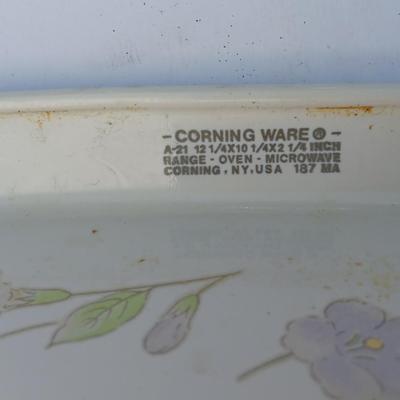 - CORNING WARE ® -
A-21 12 1/4X10 1/4X2 1/4 INCH
RANGE - OVEN - MICROWAVE
CORNING, NY, USA 187 MA